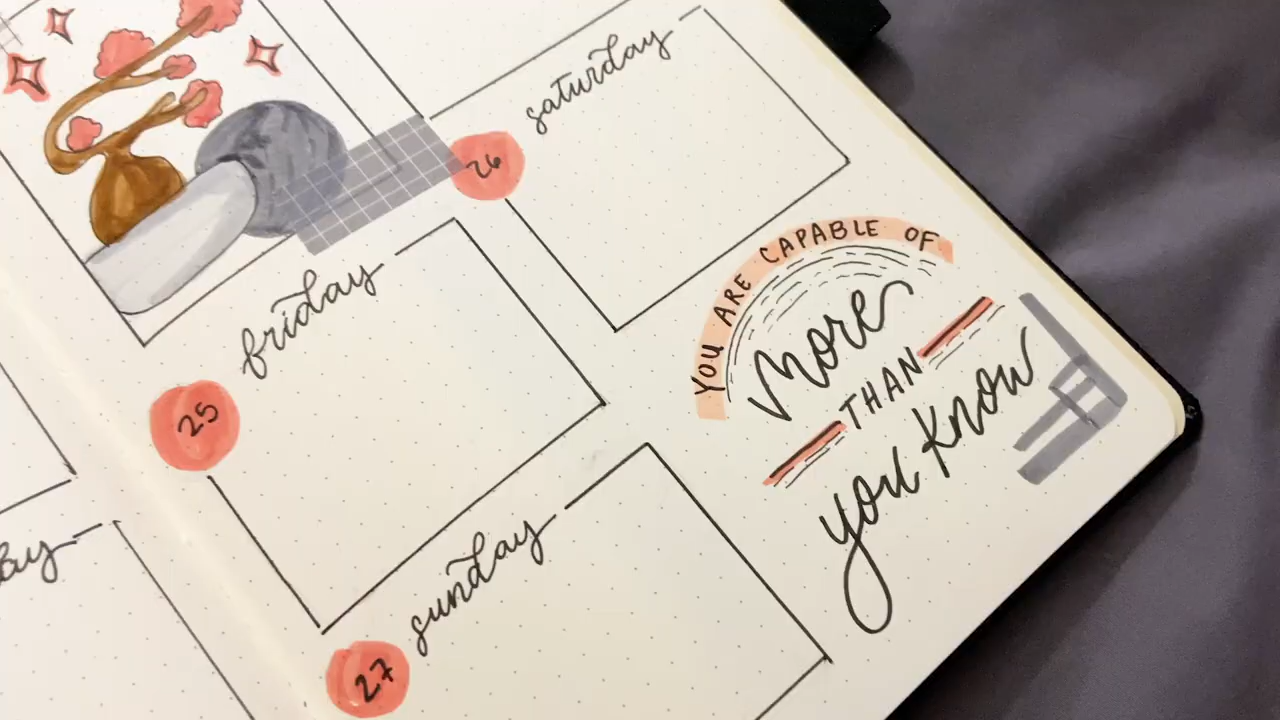 saturday
26
YOU ARE CAPABLE OF
More
THAN
you know
friday
25
sunday
27